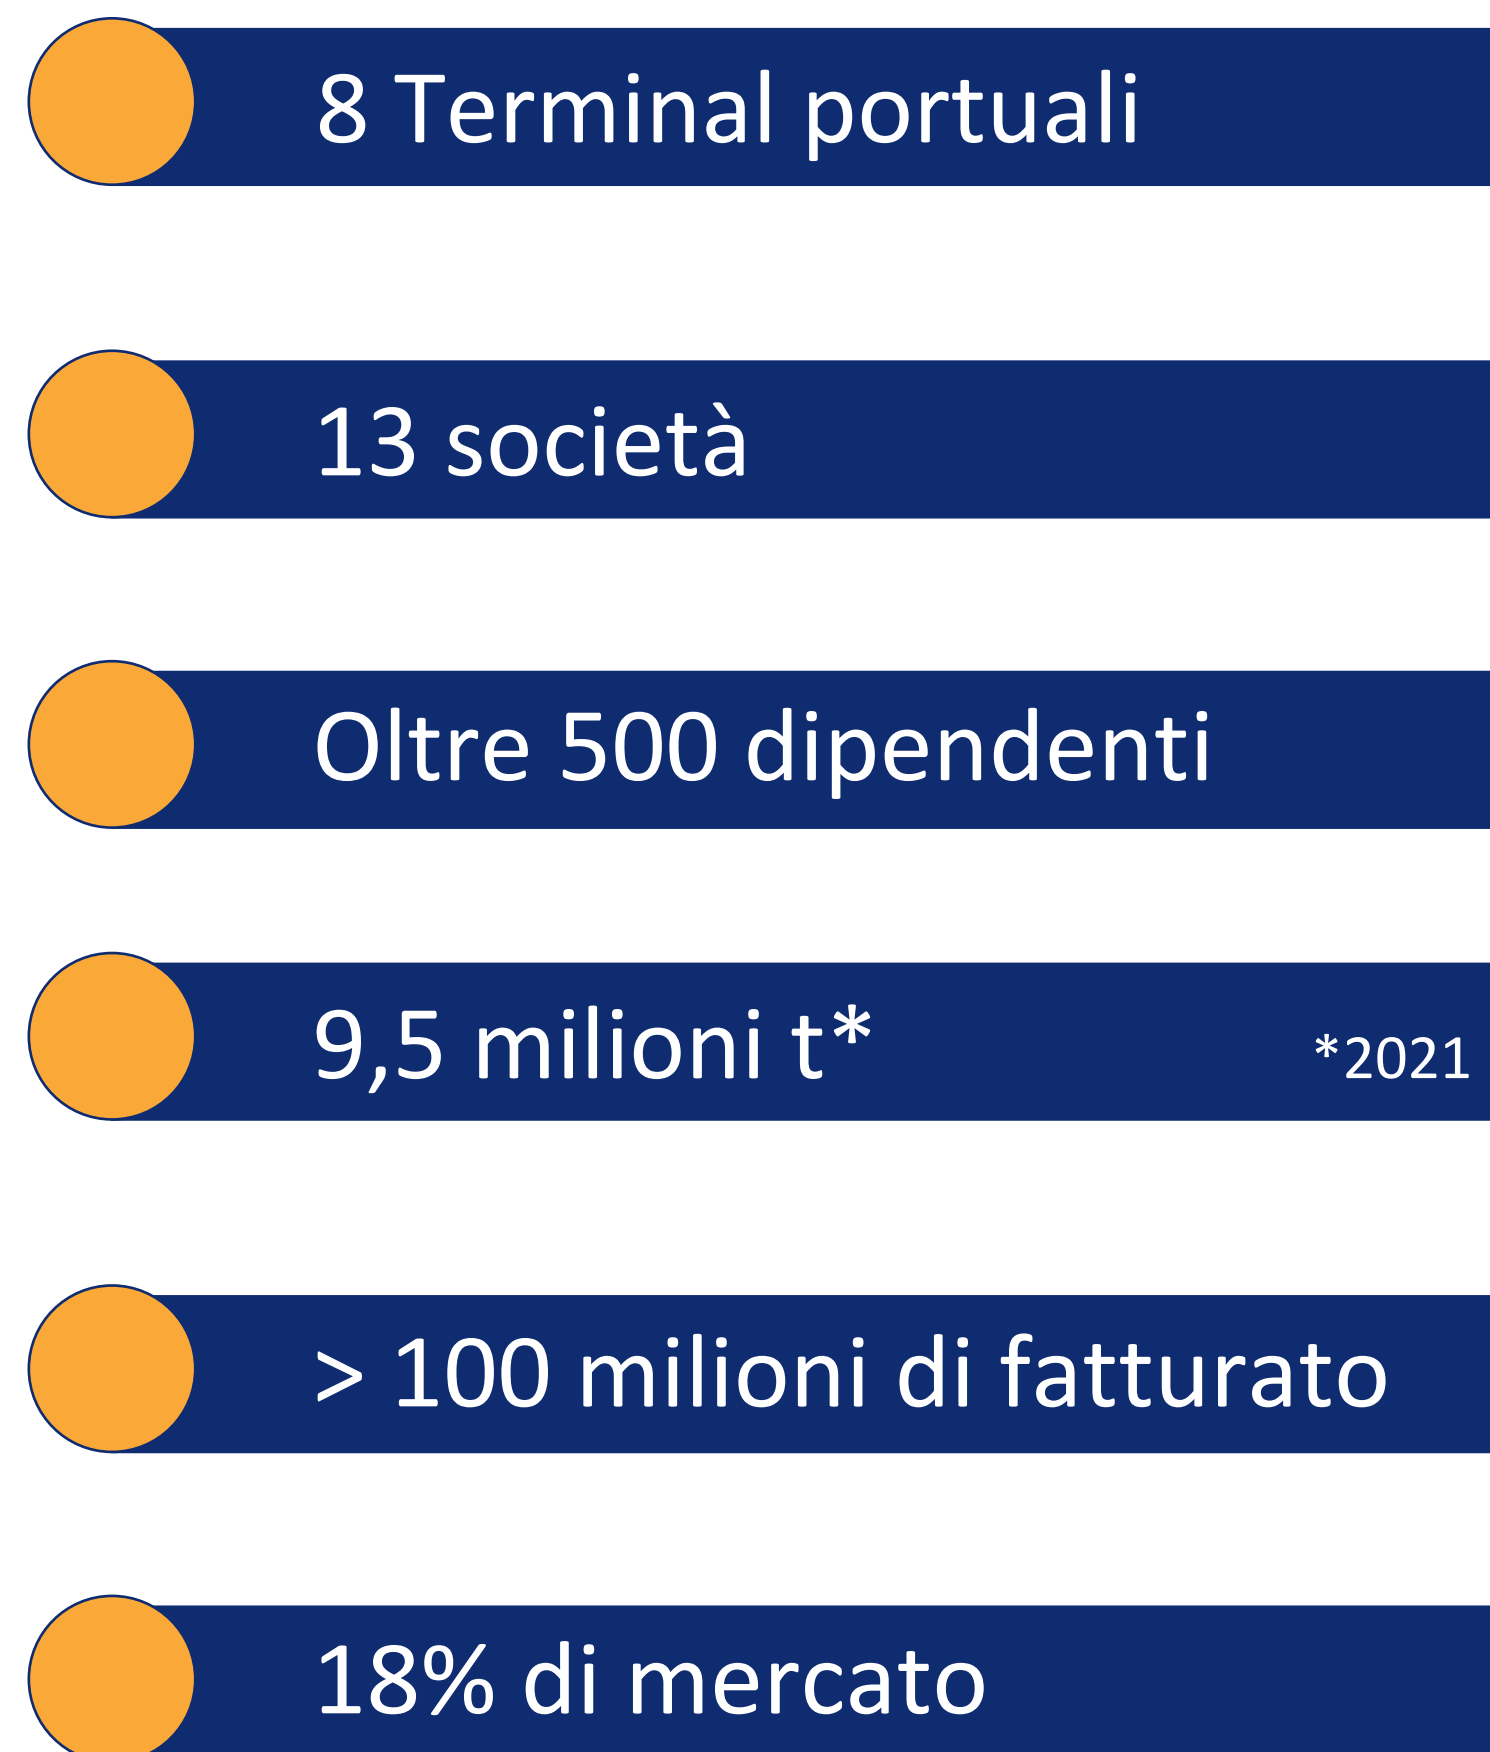 8 Terminal portuali
13 società
Oltre 500 dipendenti
9,5 milioni t* *2021
> 100 milioni di fatturato
18% di mercato